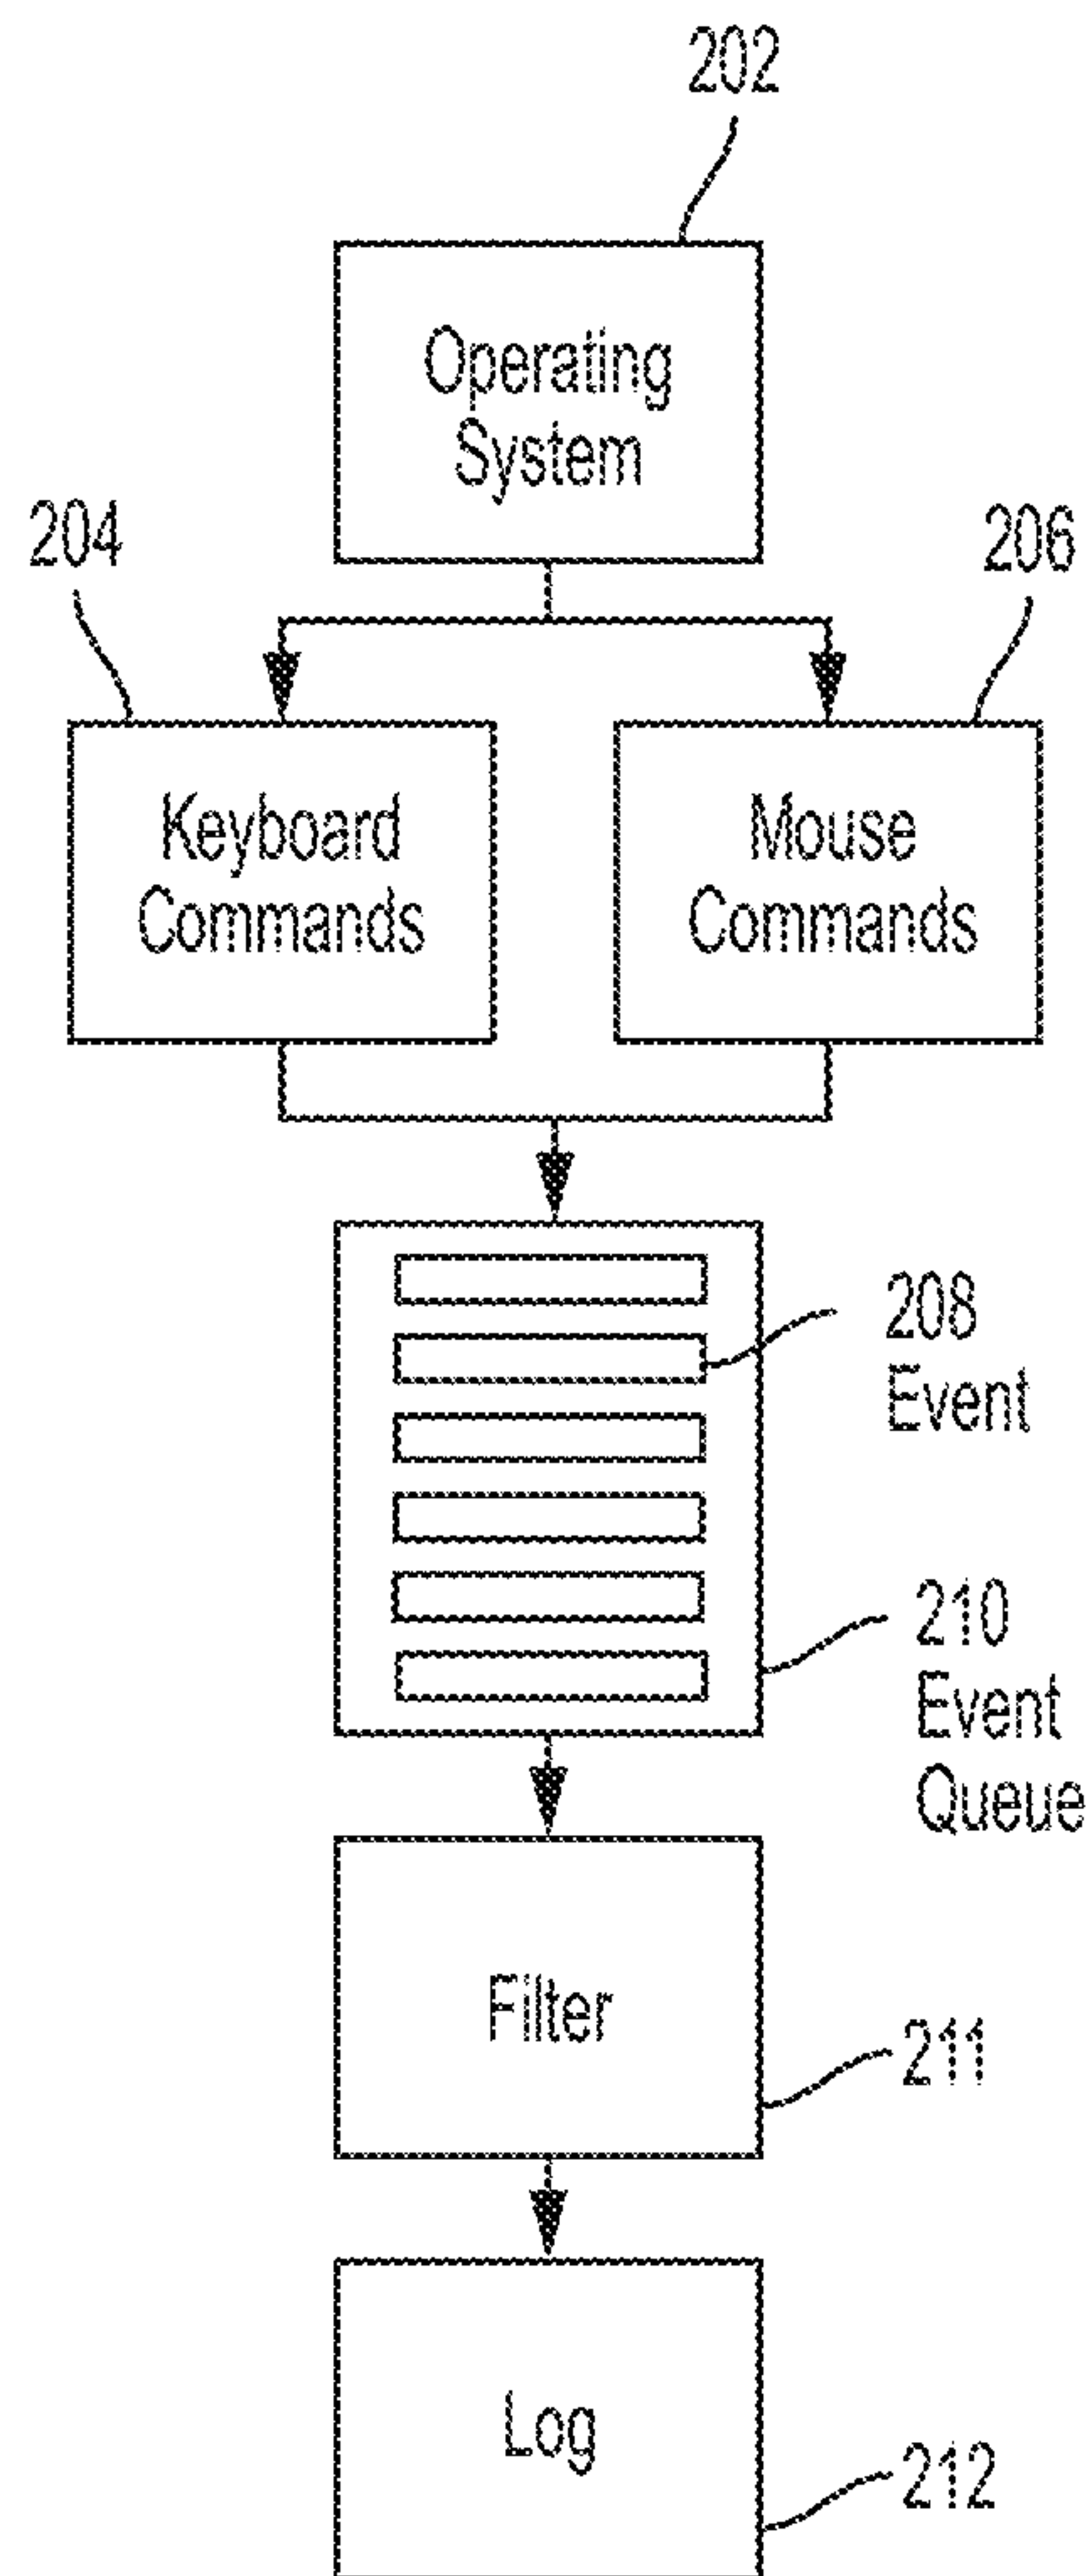 202
Operating
System
204
206
Keyboard
Commands
Mouse
Commands
208
Event
210
Event
Queue
Filter
211
Log
212